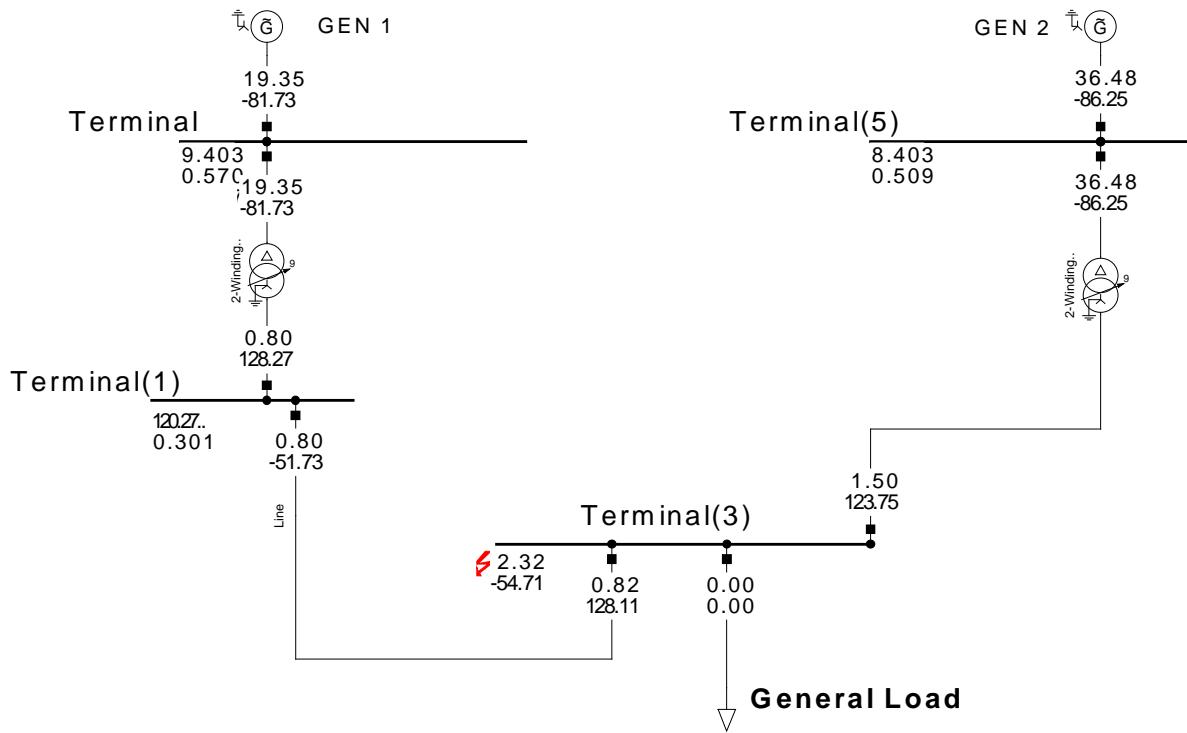 G̃
GEN 1
GEN 2
G̃
19.35
-81.73
36.48
-86.25
Terminal
Terminal(5)
9.403
0.570
8.403
0.509
19.35
-81.73
36.48
-86.25
2-Winding..
9
2-Winding..
9
0.80
128.27
Terminal(1)
120.27..
0.301
0.80
-51.73
Line
1.50
123.75
Terminal(3)
2.32
-54.71
0.82
128.11
0.00
0.00
General Load